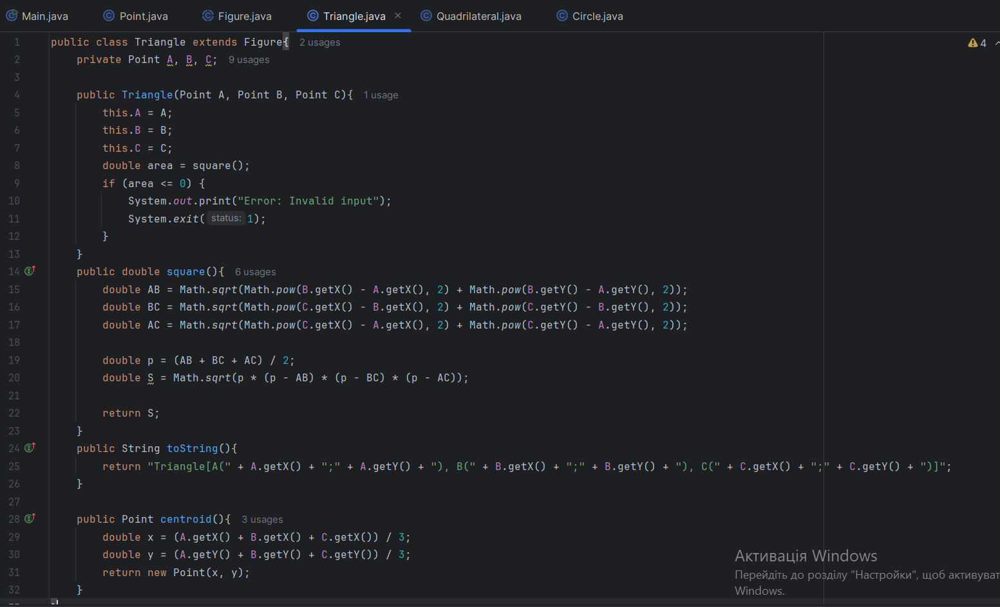 Main.java Point.java Figure.java Triangle.java Quadrilateral.java Circle.java
1 public class Triangle extends Figure{ 2 usages 4
2 private Point A, B, C; 9 usages
3
4 public Triangle(Point A, Point B, Point C){ 1 usage
5 this.A = A;
6 this.B = B;
7 this.C = C;
8 double area = square();
9 if (area <= 0) {
10 System.out.print("Error: Invalid input");
11 System.exit( status: 1);
12 }
13 }
14 public double square(){ 6 usages
15 double AB = Math.sqrt(Math.pow(B.getX() - A.getX(), 2) + Math.pow(B.getY() - A.getY(), 2));
16 double BC = Math.sqrt(Math.pow(C.getX() - B.getX(), 2) + Math.pow(C.getY() - B.getY(), 2));
17 double AC = Math.sqrt(Math.pow(C.getX() - A.getX(), 2) + Math.pow(C.getY() - A.getY(), 2));
18
19 double p = (AB + BC + AC) / 2;
20 double S = Math.sqrt(p * (p - AB) * (p - BC) * (p - AC));
21
22 return S;
23 }
24 public String toString(){
25 return "Triangle[A(" + A.getX() + ";" + A.getY() + "), B(" + B.getX() + ";" + B.getY() + "), C(" + C.getX() + ";" + C.getY() + ")]";
26 }
27
28 public Point centroid(){ 3 usages
29 double x = (A.getX() + B.getX() + C.getX()) / 3;
30 double y = (A.getY() + B.getY() + C.getY()) / 3;
31 return new Point(x, y);
32 }
Активація Windows
Перейдіть до розділу "Настройки", щоб активуват
Windows.